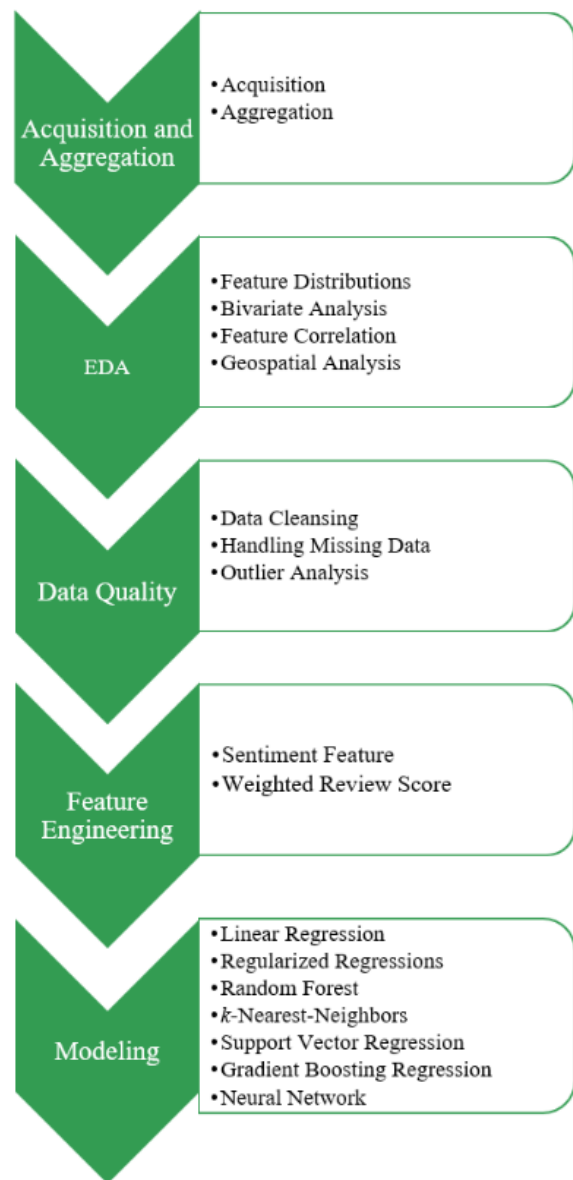 Acquisition and
Aggregation
•Acquisition
•Aggregation
EDA
•Feature Distributions
•Bivariate Analysis
•Feature Correlation
•Geospatial Analysis
Data Quality
•Data Cleansing
•Handling Missing Data
•Outlier Analysis
Feature
Engineering
•Sentiment Feature
•Weighted Review Score
Modeling
•Linear Regression
•Regularized Regressions
•Random Forest
•k-Nearest-Neighbors
•Support Vector Regression
•Gradient Boosting Regression
•Neural Network